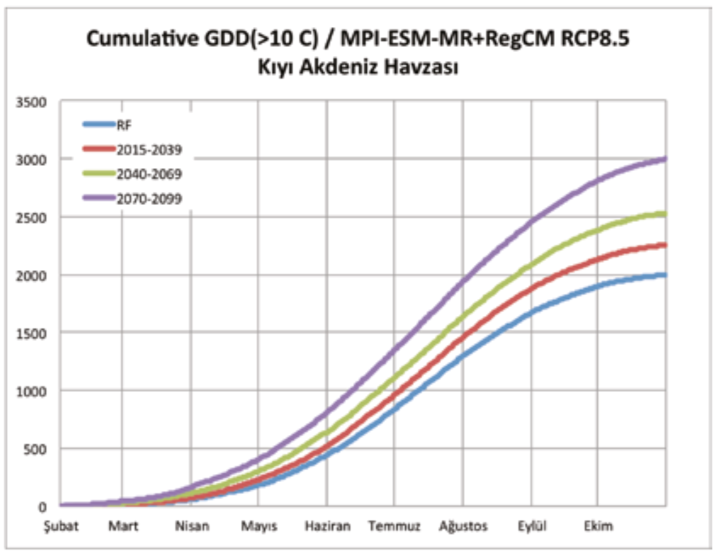 Cumulative GDD(>10 C) / MPI-ESM-MR+RegCM RCP8.5
Kıyı Akdeniz Havzası
3500
RF
2015-2039
2040-2069
2070-2099
3000
2500
2000
1500
1000
500
0
Şubat Mart Nisan Mayıs Haziran Temmuz Ağustos Eylül Ekim